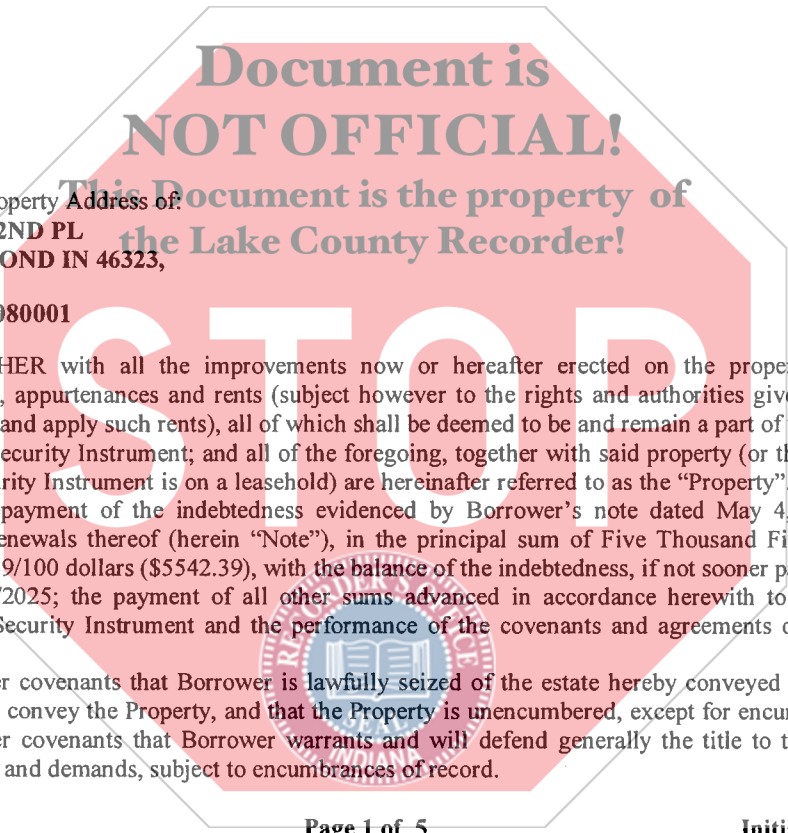 Document is
NOT OFFICIAL!
This Document is the property of
the Lake County Recorder!
operty Address of:
2ND PL
OND IN 46323,
080001
STOP
HER with all the improvements now or hereafter erected on the proper
, appurtenances and rents (subject however to the rights and authorities give
and apply such rents), all of which shall be deemed to be and remain a part of
ecurity Instrument; and all of the foregoing, together with said property (or th
rity Instrument is on a leasehold) are hereinafter referred to as the “Property”.
payment of the indebtedness evidenced by Borrower’s note dated May 4,
enewals thereof (herein “Note”), in the principal sum of Five Thousand Fi
9/100 dollars ($5542.39), with the balance of the indebtedness, if not sooner p
/2025; the payment of all other sums advanced in accordance herewith to
Security Instrument and the performance of the covenants and agreements o
RECORDER'S OFFICE
SEAL
INDIANA
er covenants that Borrower is lawfully seized of the estate hereby conveyed
convey the Property, and that the Property is unencumbered, except for encum
er covenants that Borrower warrants and will defend generally the title to t
and demands, subject to encumbrances of record.
Page 1 of 5
Initi